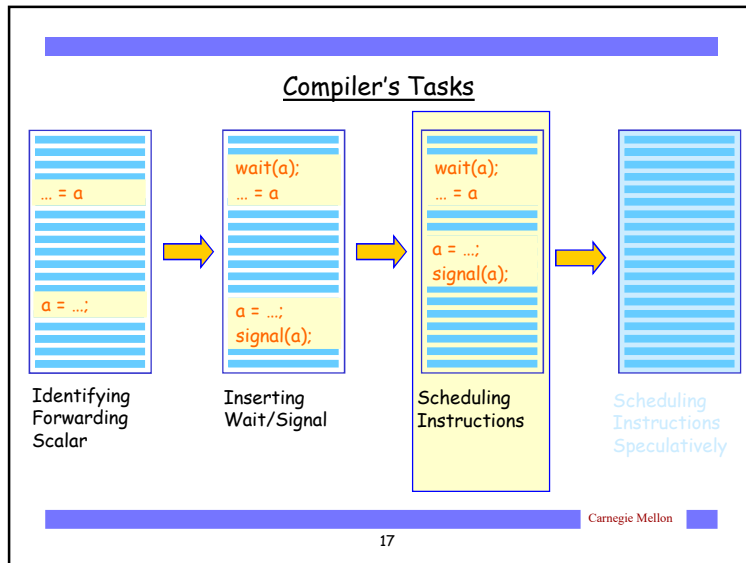 Compiler's Tasks
... = a
a = ...;
Identifying
Forwarding
Scalar
wait(a);
... = a
a = ...;
signal(a);
Inserting
Wait/Signal
wait(a);
... = a
a = ...;
signal(a);
Scheduling
Instructions
Scheduling
Instructions
Speculatively
Carnegie Mellon
17